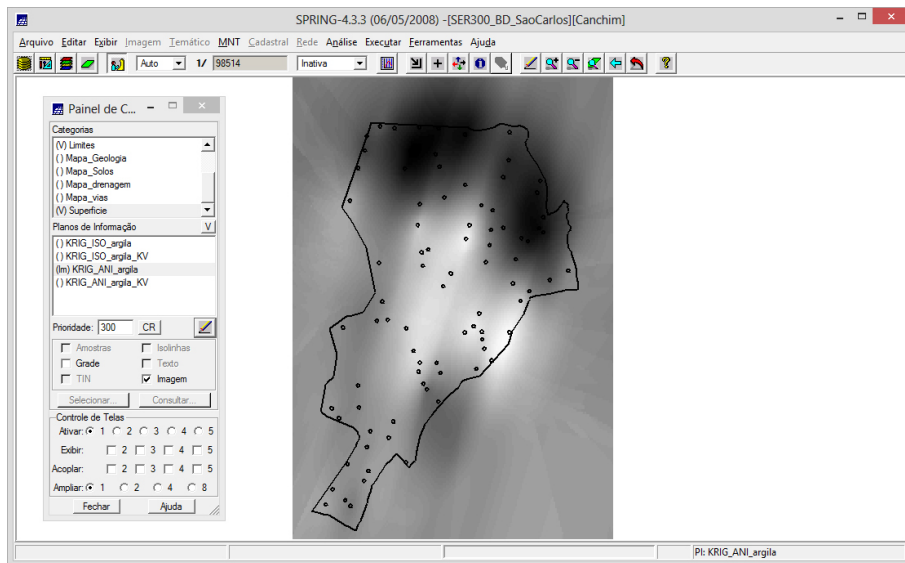 SPRING-4.3.3 (06/05/2008) -[SER300_BD_SaoCarlos][Canchim]
Arquivo Editar Exibir Imagem Temático MNT Cadastral Rede Análise Executar Ferramentas Ajuda
Auto 1/ 98514 Inativa
Painel de C...
Categorias
(V) Limites
( ) Mapa_Geologia
( ) Mapa_Solos
( ) Mapa_drenagem
( ) Mapa_vias
(V) Superficie
Planos de Informação V
( ) KRIG_ISO_argila
( ) KRIG_ISO_argila_KV
(Im) KRIG_ANI_argila
( ) KRIG_ANI_argila_KV
Prioridade: 300 CR
Amostras Isolinhas
Grade Texto
TIN Imagem
Selecionar... Consultar...
Controle de Telas
Ativar: 1 2 3 4 5
Exibir: 2 3 4 5
Acoplar: 2 3 4 5
Ampliar: 1 2 4 8
Fechar Ajuda
PI: KRIG_ANI_argila